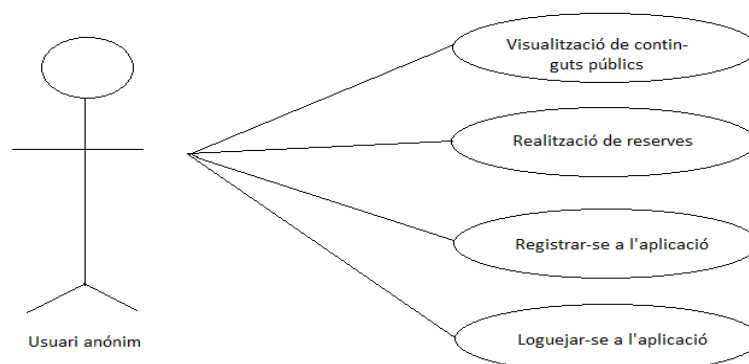 Visualització de contin-
guts públics
Realització de reserves
Registrar-se a l'aplicació
Loguejar-se a l'aplicació
Usuari anónim